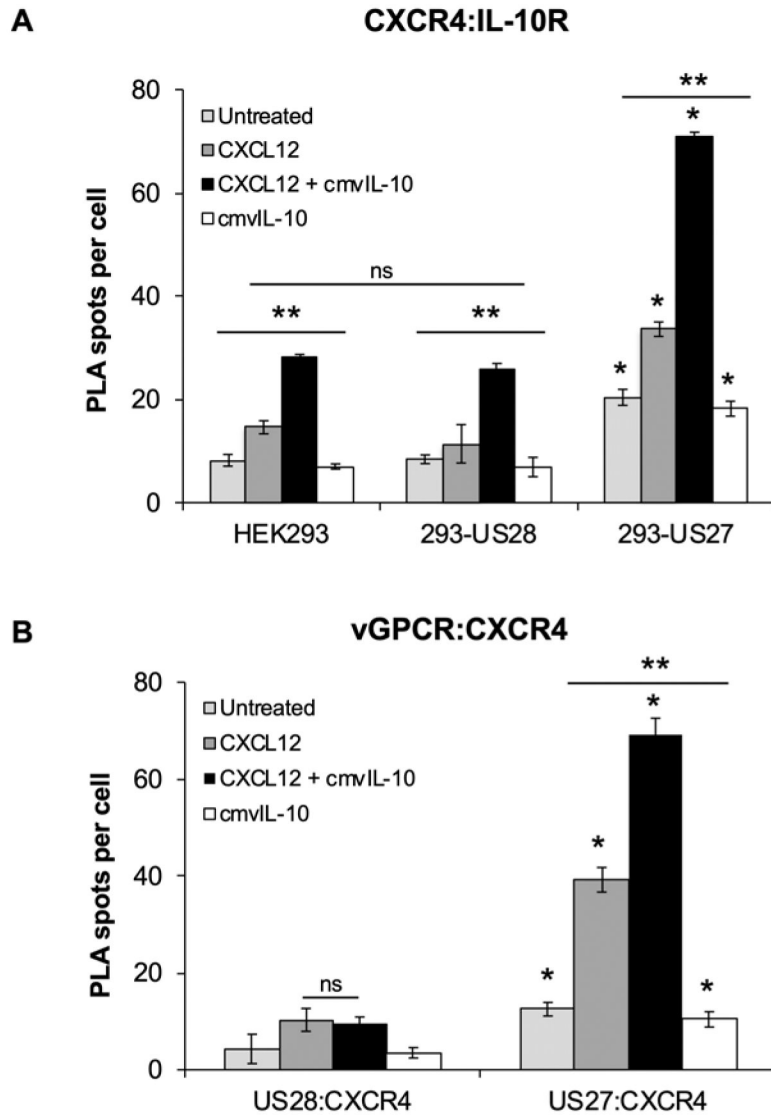 A
CXCR4:IL-10R
PLA spots per cell
80
60
40
20
0
Untreated
CXCL12
CXCL12 + cmvIL-10
cmvIL-10
ns
**
**
**
*
*
*
*
HEK293
293-US28
293-US27
B
vGPCR:CXCR4
PLA spots per cell
80
60
40
20
0
Untreated
CXCL12
CXCL12 + cmvIL-10
cmvIL-10
ns
**
*
*
*
*
US28:CXCR4
US27:CXCR4